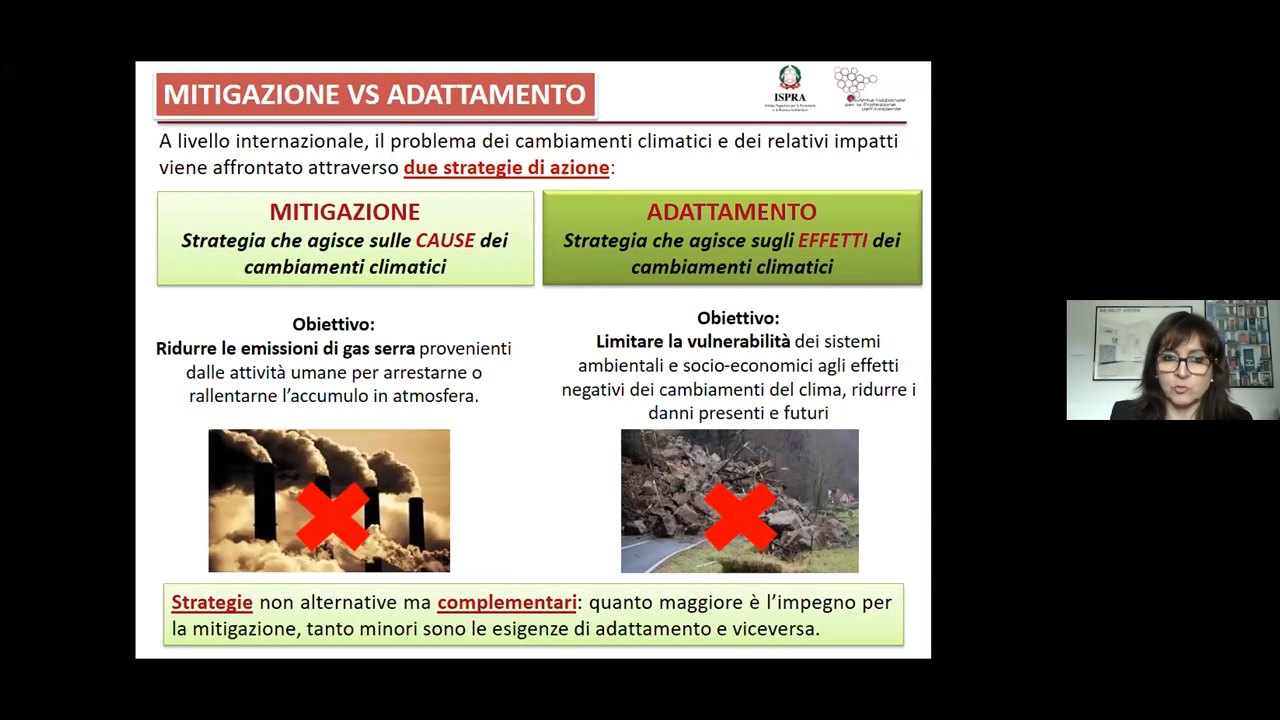 MITIGAZIONE VS ADATTAMENTO
ISPRA
A livello internazionale, il problema dei cambiamenti climatici e dei relativi impatti
viene affrontato attraverso due strategie di azione:
MITIGAZIONE
Strategia che agisce sulle CAUSE dei
cambiamenti climatici
ADATTAMENTO
Strategia che agisce sugli EFFETTI dei
cambiamenti climatici
Obiettivo:
Ridurre le emissioni di gas serra provenienti
dalle attività umane per arrestarne o
rallentarne l'accumulo in atmosfera.
Obiettivo:
Limitare la vulnerabilità dei sistemi
ambientali e socio-economici agli effetti
negativi dei cambiamenti del clima, ridurre i
danni presenti e futuri
Strategie non alternative ma complementari: quanto maggiore è l'impegno per
la mitigazione, tanto minori sono le esigenze di adattamento e viceversa.